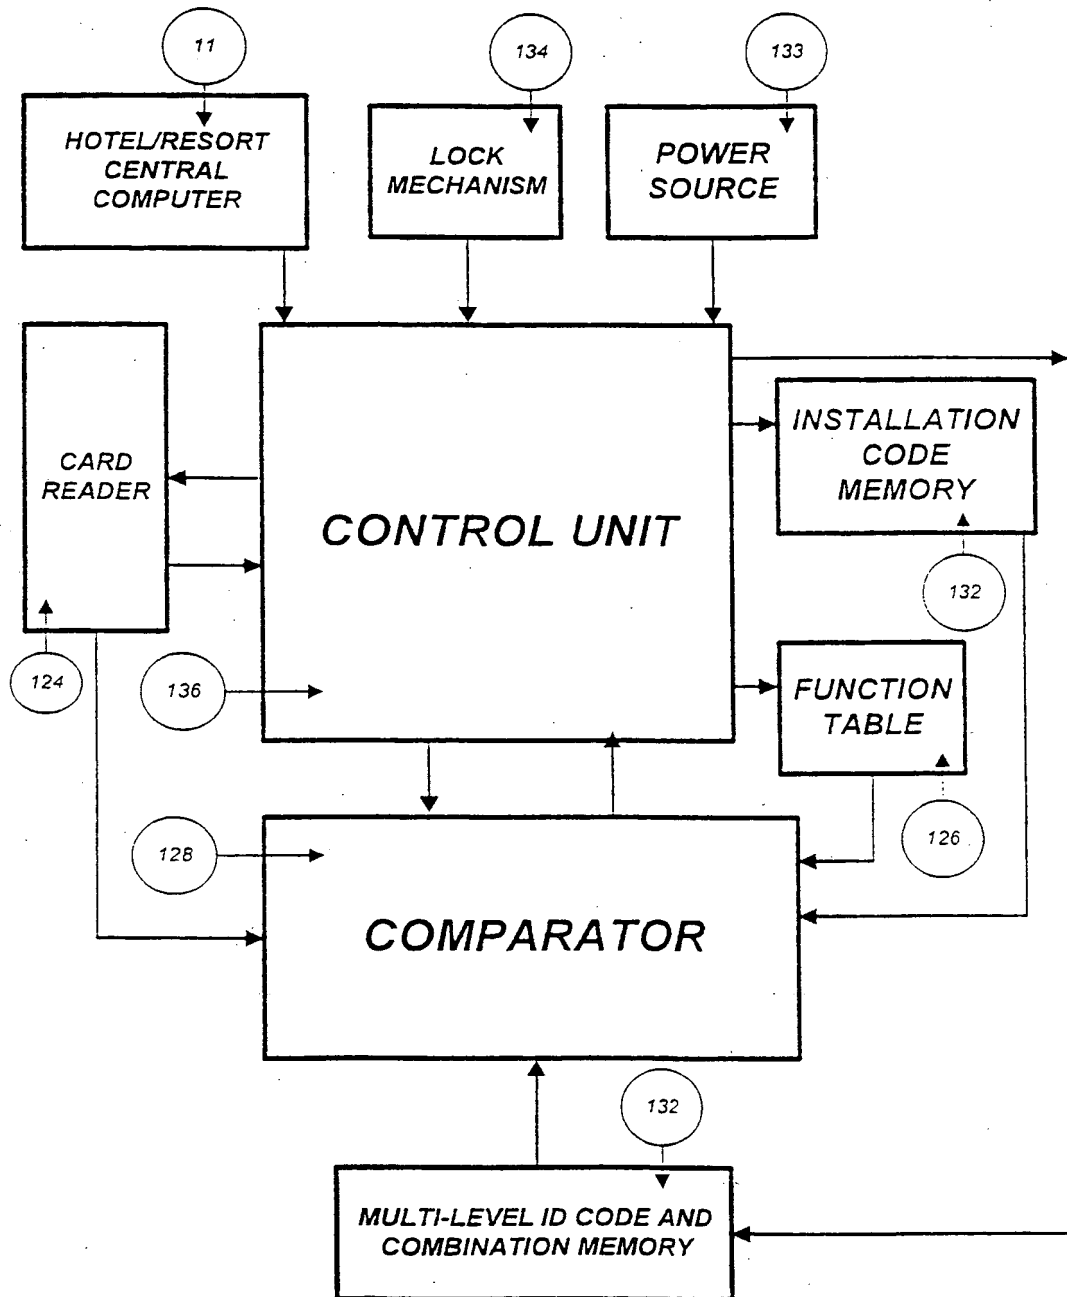 11
134
133
HOTEL/RESORT
CENTRAL
COMPUTER
LOCK
MECHANISM
POWER
SOURCE
CARD
READER
CONTROL UNIT
INSTALLATION
CODE
MEMORY
132
124
136
FUNCTION
TABLE
128
126
COMPARATOR
132
MULTI-LEVEL ID CODE AND
COMBINATION MEMORY